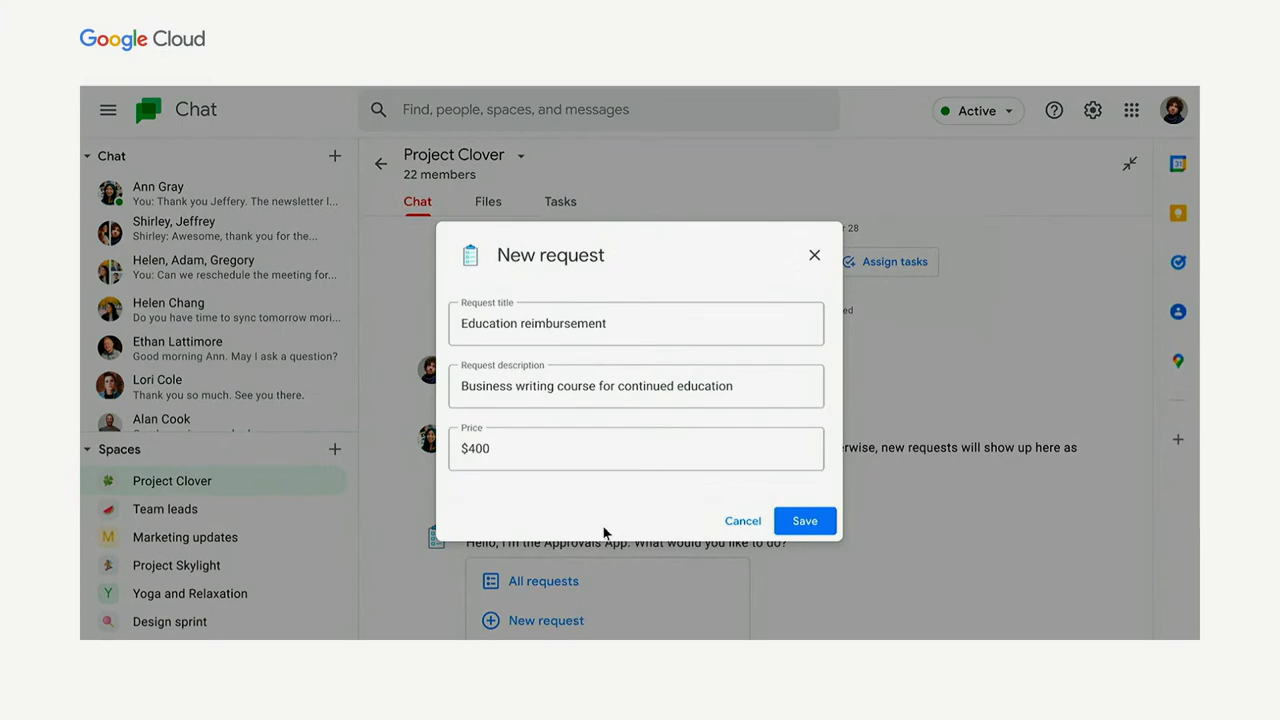 Google Cloud
Chat
Find, people, spaces, and messages
Active
Chat
Ann Gray
You: Thank you Jeffery. The newsletter l...
Shirley, Jeffrey
Shirley: Awesome, thank you for the...
Helen, Adam, Gregory
You: Can we reschedule the meeting for...
Helen Chang
Do you have time to sync tomorrow mori...
Ethan Lattimore
Good morning Ann. May I ask a question?
Lori Cole
Thank you so much. See you there.
Alan Cook
Spaces
Project Clover
Team leads
M
Marketing updates
Project Skylight
Y
Yoga and Relaxation
Design sprint
Project Clover
22 members
Chat
Files
Tasks
28
Assign tasks
ed
erwise, new requests will show up here as
New request
Request title
Education reimbursement
Request description
Business writing course for continued education
Price
$400
Cancel
Save
Hello, I'm the Approvals App. What would you like to do?
All requests
New request
31